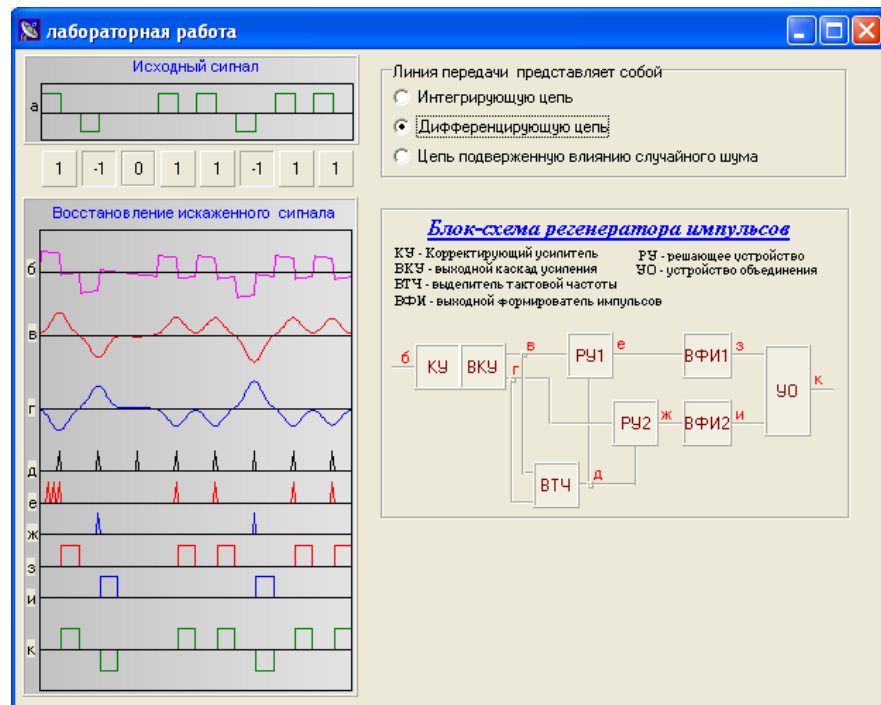 лабораторная работа
Исходный сигнал
а
1 -1 0 1 1 -1 1 1
Линия передачи представляет собой
Интегрирующую цепь
Дифференцирующую цепь
Цепь подверженную влиянию случайного шума
Восстановление искаженного сигнала
б
в
г
д
е
ж
з
и
к
Блок-схема регенератора импульсов
КУ - Корректирующий усилитель
ВКУ - выходной каскад усиления
ВТЧ - выделитель тактовой частоты
ВФИ - выходной формирователь импульсов
РУ - решающее устройство
УО - устройство объединения
б КУ ВКУ в г РУ1 е ВФИ1 з УО к
РУ2 ж ВФИ2 и
ВТЧ д